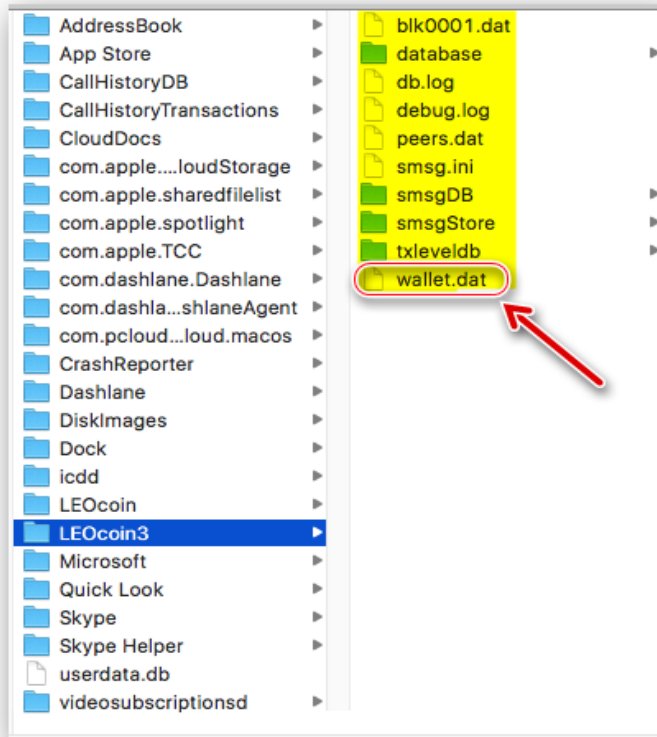 AddressBook
App Store
CallHistoryDB
CallHistoryTransactions
CloudDocs
com.apple....loudStorage
com.apple.sharedfilelist
com.apple.spotlight
com.apple.TCC
com.dashlane.Dashlane
com.dashla...shlaneAgent
com.pcloud...loud.macos
CrashReporter
Dashlane
DiskImages
Dock
icdd
LEOcoin
LEOcoin3
Microsoft
Quick Look
Skype
Skype Helper
userdata.db
videosubscriptionsd
blk0001.dat
database
db.log
debug.log
peers.dat
smsg.ini
smsgDB
smsgStore
txleveldb
wallet.dat